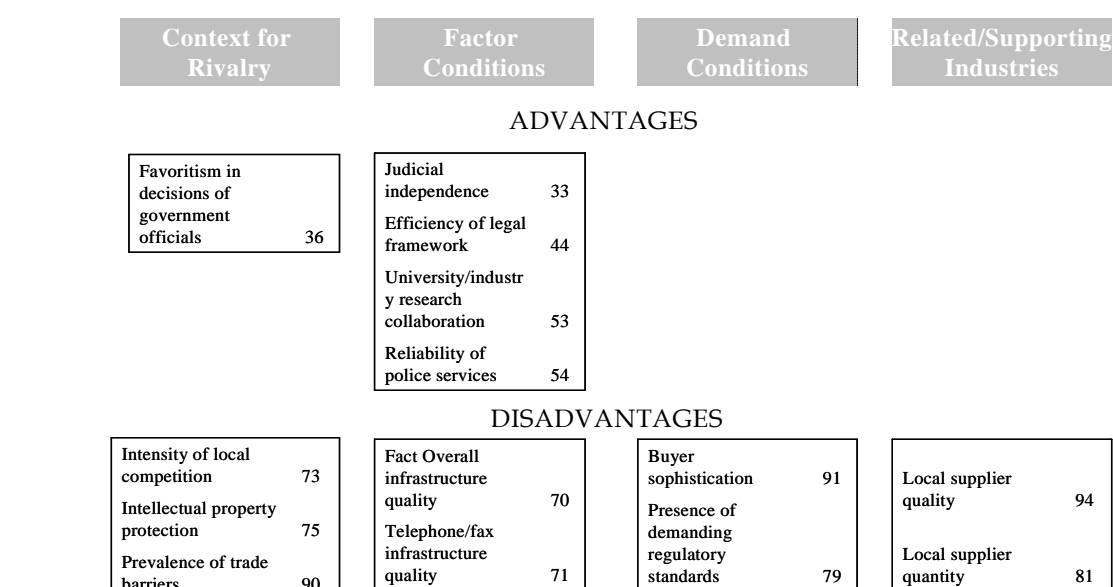 Context for
Rivalry
Factor
Conditions
Demand
Conditions
Related/Supporting
Industries
ADVANTAGES
Favoritism in
decisions of
government
officials 36
Judicial
independence 33
Efficiency of legal
framework 44
University/industr
y research
collaboration 53
Reliability of
police services 54
DISADVANTAGES
Intensity of local
competition 73
Intellectual property
protection 75
Prevalence of trade
barriers 90
Fact Overall
infrastructure
quality 70
Telephone/fax
infrastructure
quality 71
Buyer
sophistication 91
Presence of
demanding
regulatory
standards 79
Local supplier
quality 94
Local supplier
quantity 81